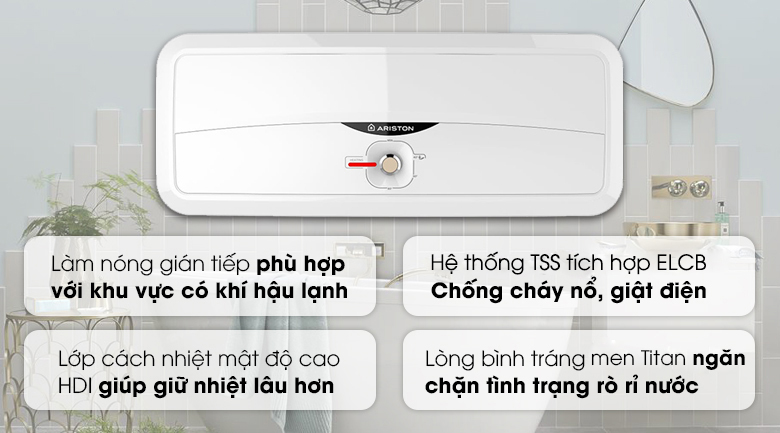 ARISTON
Làm nóng gián tiếp phù hợp
với khu vực có khí hậu lạnh
Hệ thống TSS tích hợp ELCB
Chống cháy nổ, giật điện
Lớp cách nhiệt mật độ cao
HDI giúp giữ nhiệt lâu hơn
Lòng bình tráng men Titan ngăn
chặn tình trạng rò rỉ nước